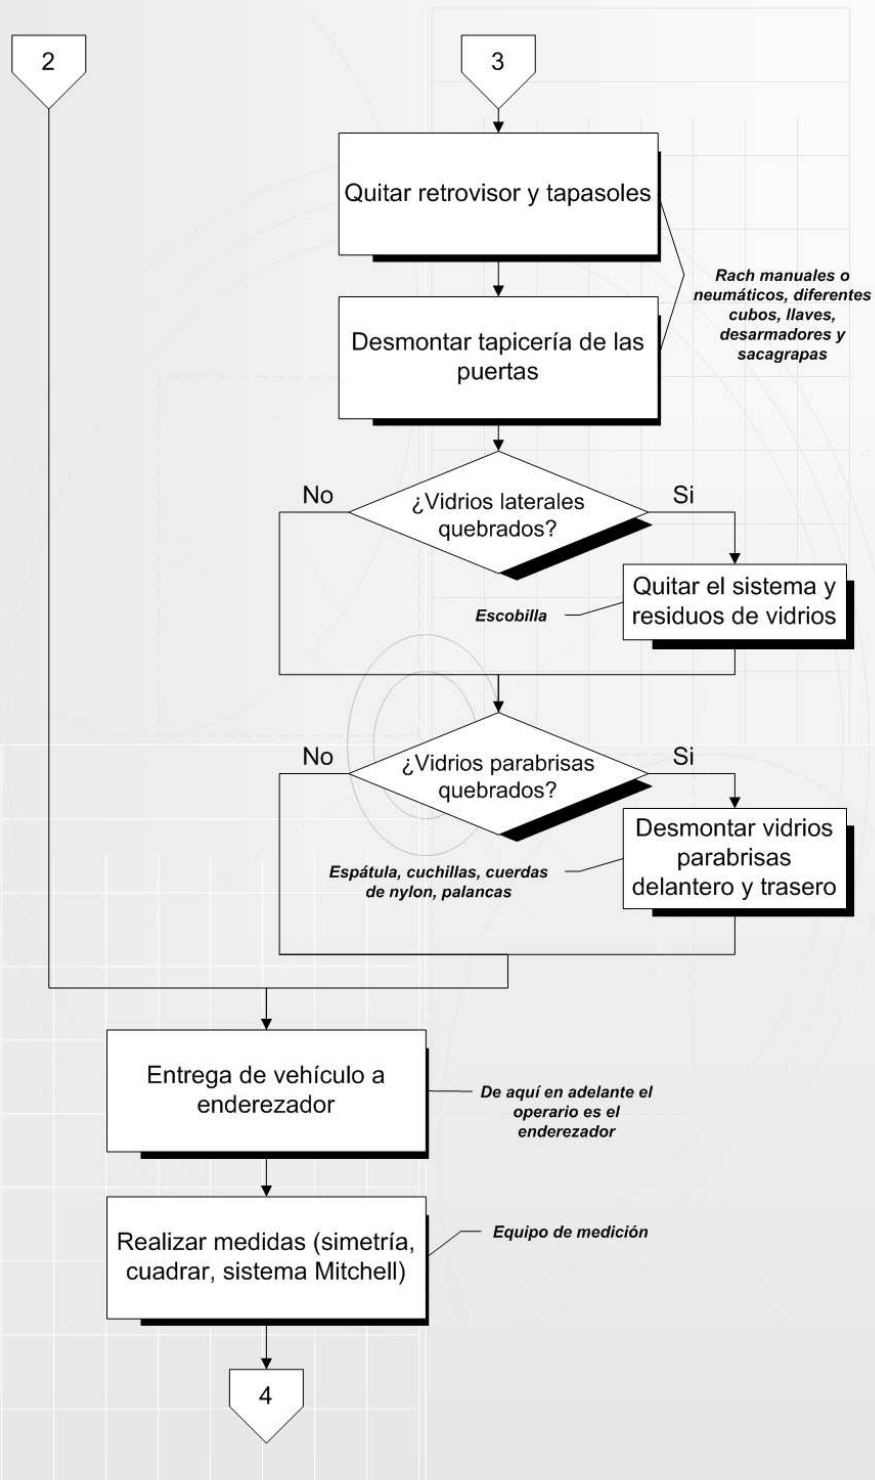 2
3
Quitar retrovisor y tapasoles
Rach manuales o
neumáticos, diferentes
cubos, llaves,
desarmadores y
sacagrapas
Desmontar tapicería de las
puertas
¿Vidrios laterales
quebrados?
No
Si
Quitar el sistema y
residuos de vidrios
Escobilla
¿Vidrios parabrisas
quebrados?
No
Si
Desmontar vidrios
parabrisas
delantero y trasero
Espátula, cuchillas, cuerdas
de nylon, palancas
Entrega de vehículo a
enderezador
De aquí en adelante el
operario es el
enderezador
Realizar medidas (simetría,
cuadrar, sistema Mitchell)
Equipo de medición
4